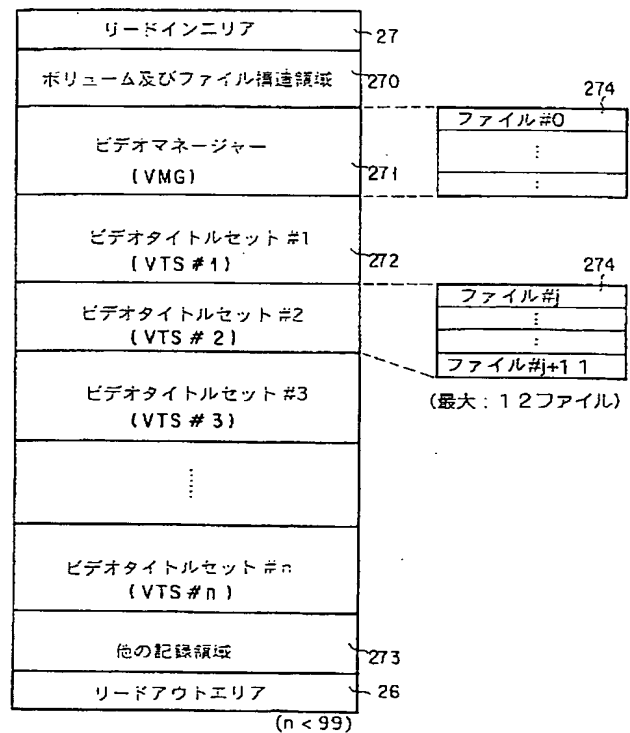 リードインニリア
27
ボリューム及びファイル構造領域
270
ビデオマネージャー
(VMG)
271
274
ファイル#0
⋮
:
ビデオタイトルセット #1
(VTS #1)
272
ビデオタイトルセット #2
(VTS # 2)
274
ファイル#j
⋮
:
ファイル#j+1 1
(最大:12ファイル)
ビデオタイトルセット #3
(VTS # 3)
⋮
ビデオタイトルセット #n
(VTS #n)
他の記録領域
273
リードアウトエリア
26
(n < 99)